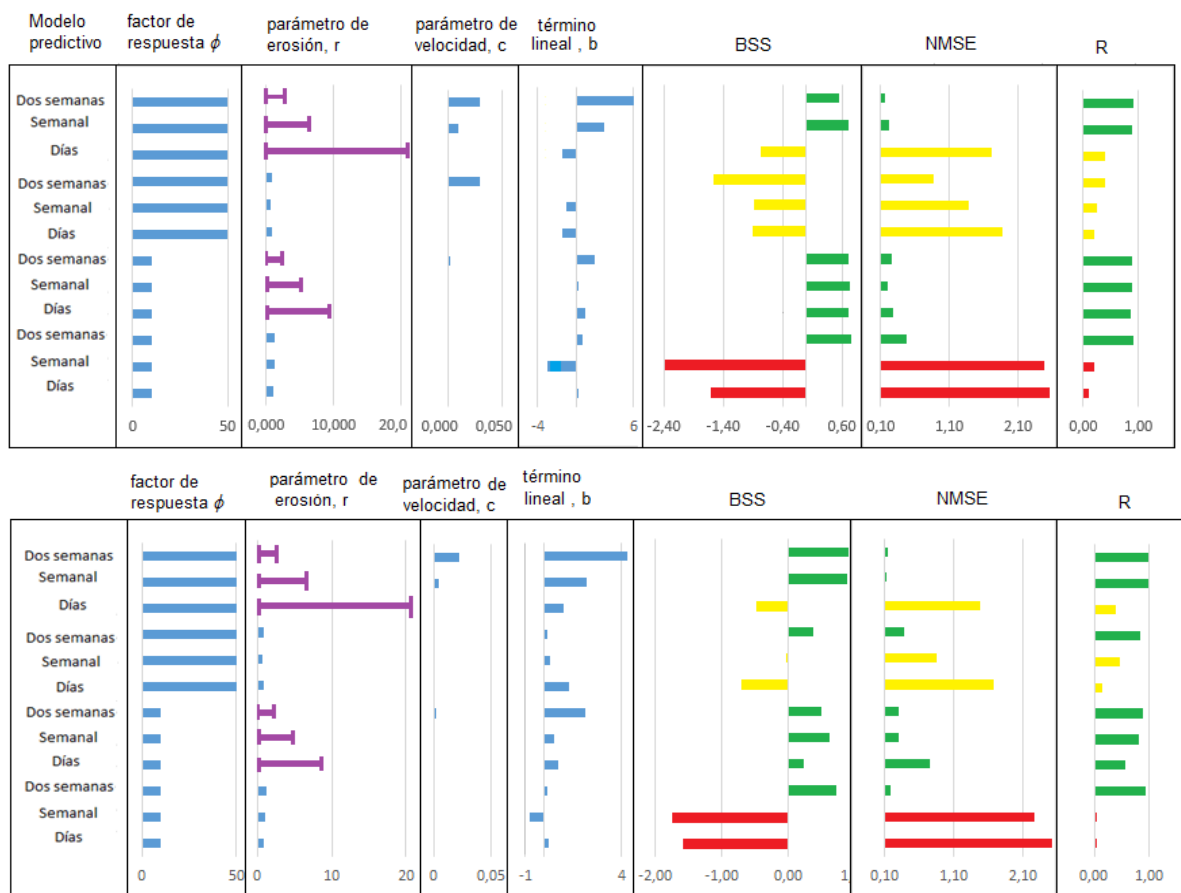 Modelo predictivo
factor de respuesta ϕ
parámetro de erosión, r
parámetro de velocidad, c
término lineal , b
BSS
NMSE
R
Dos semanas
Semanal
Días
Dos semanas
Semanal
Días
Dos semanas
Semanal
Días
Dos semanas
Semanal
Días
0 50 0,000 10,000 20,0 0,000 0,050 -4 6 -2,40 -1,40 -0,40 0,60 0,10 1,10 2,10 0,00 1,00
factor de respuesta ϕ
parámetro de erosión, r
parámetro de velocidad, c
término lineal , b
BSS
NMSE
R
Dos semanas
Semanal
Días
Dos semanas
Semanal
Días
Dos semanas
Semanal
Días
Dos semanas
Semanal
Días
0 50 0 10 20 0 0,05 -1 4 -2,00 -1,00 0,00 1, 0,10 1,10 2,10 0,00 1,00